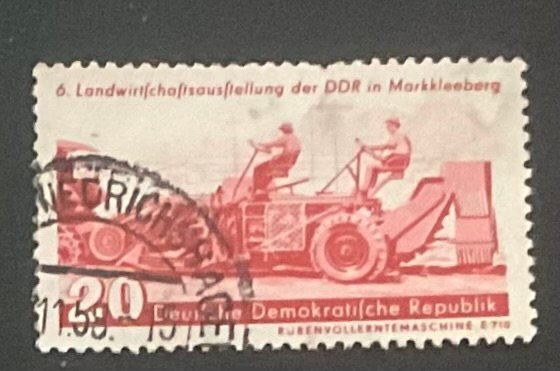 6. Landwirtſchaftsausſtellung der DDR in Markkleeberg
20 Deutſche Demokratiſche Republik
RÜBENVOLLERNTEMASCHINE E 710